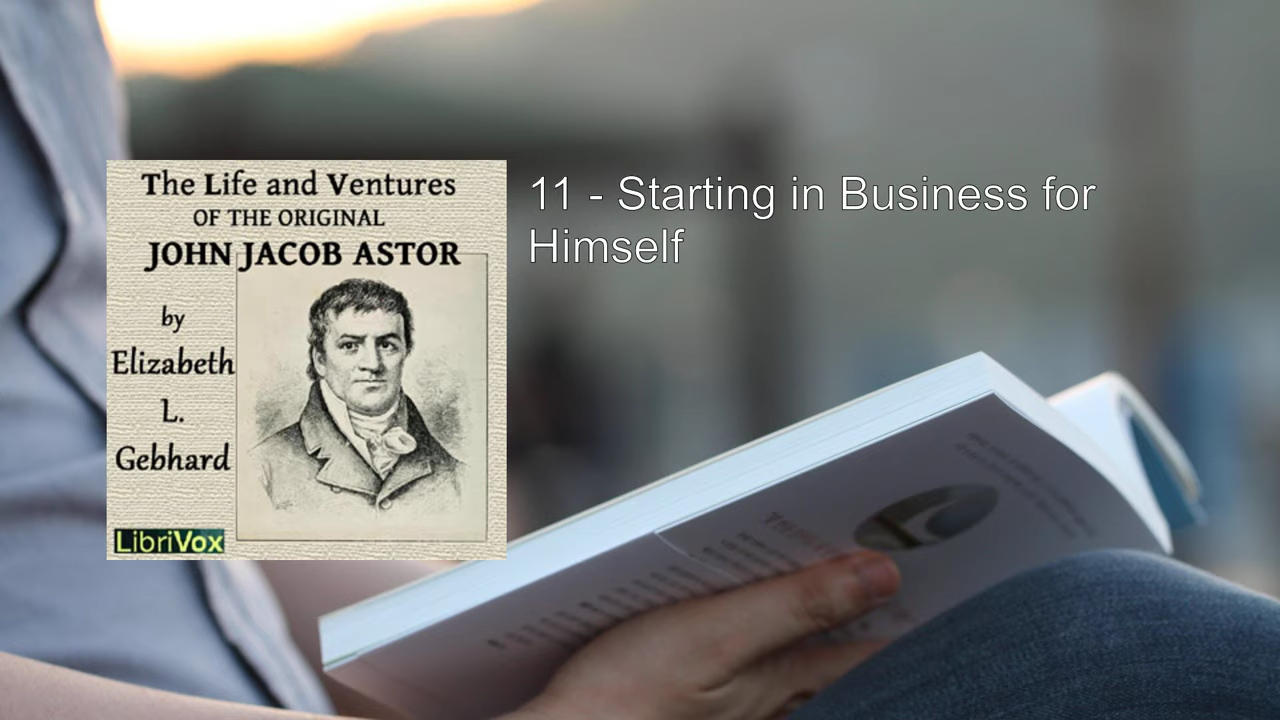 The Life and Ventures
OF THE ORIGINAL
JOHN JACOB ASTOR
by
Elizabeth
L.
Gebhard
LibriVox
11 - Starting in Business for
Himself